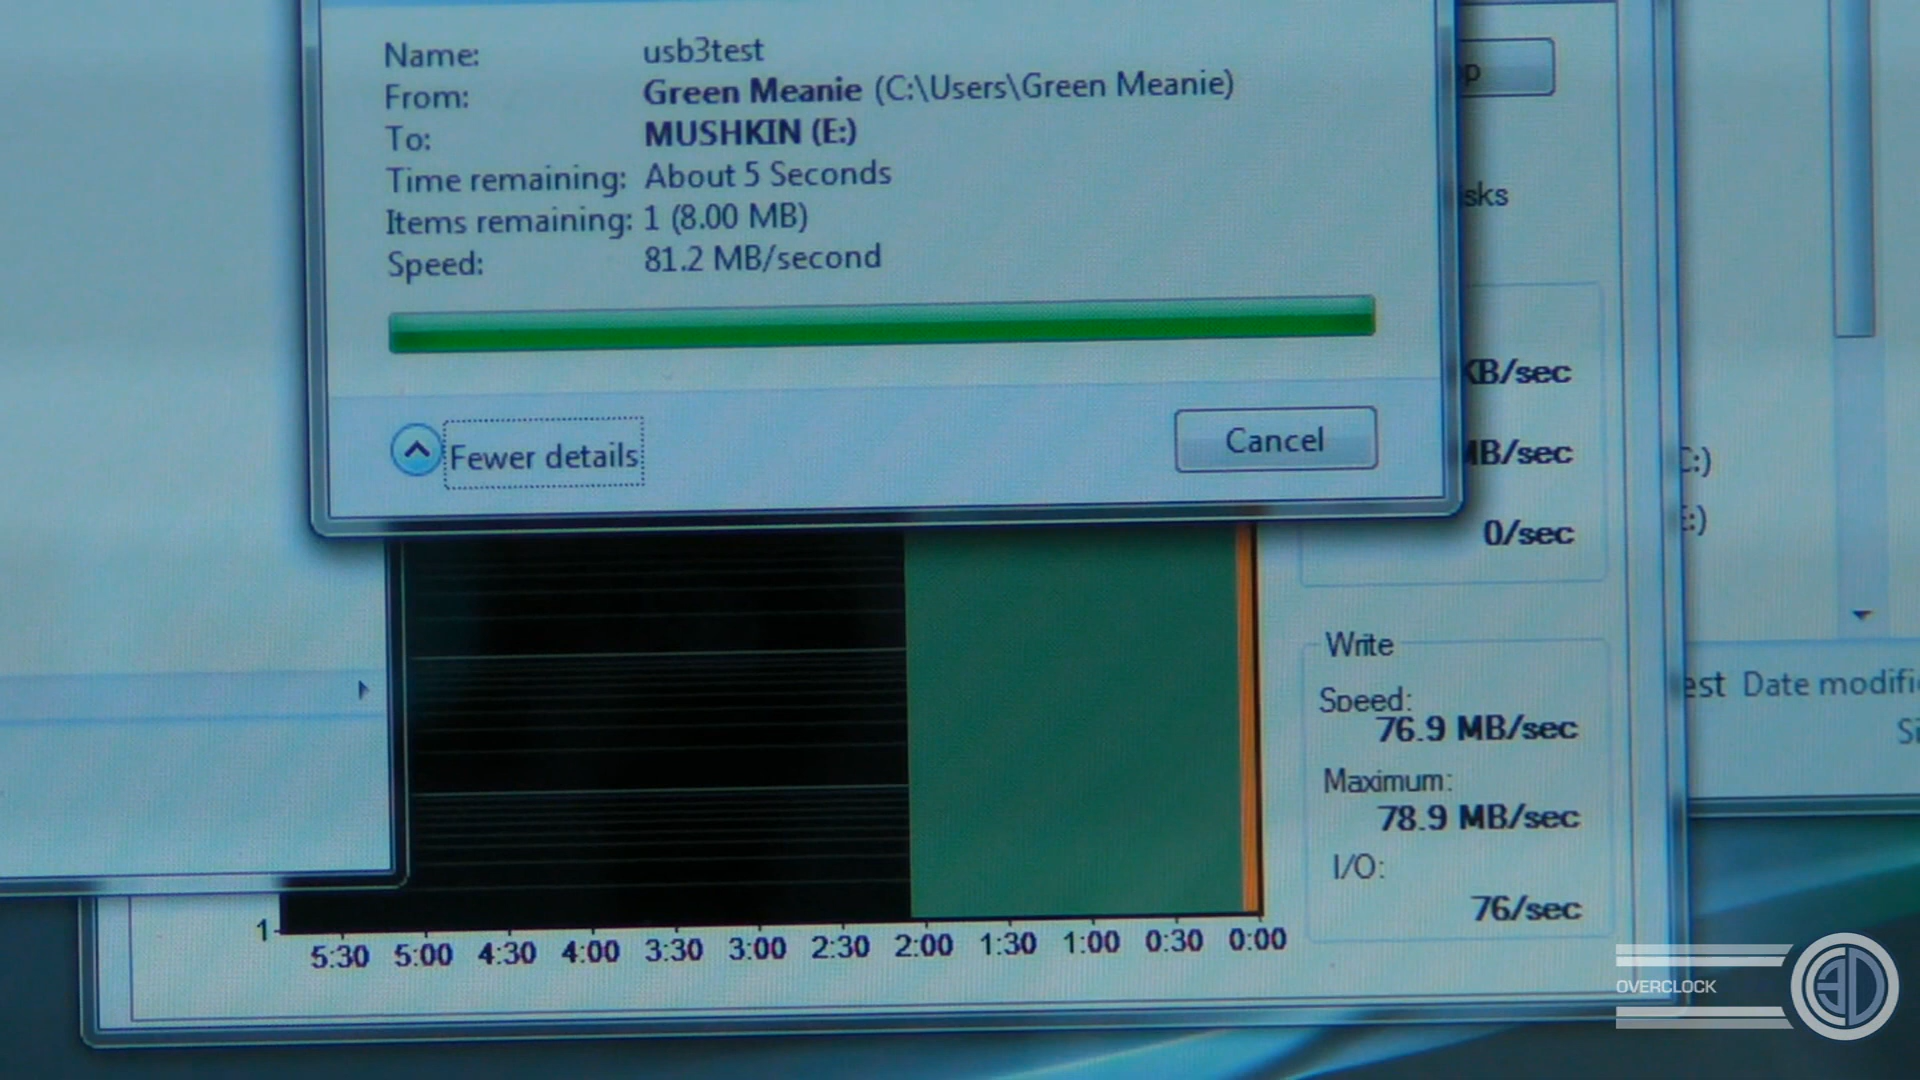 Name: usb3test
From: Green Meanie (C:\Users\Green Meanie)
To: MUSHKIN (E:)
Time remaining: About 5 Seconds
Items remaining: 1 (8.00 MB)
Speed: 81.2 MB/second
Fewer details
Cancel
p
sks
KB/sec
MB/sec
0/sec
C:)
E:)
Write
Speed:
76.9 MB/sec
Maximum:
78.9 MB/sec
I/O:
76/sec
est Date modifi
Si
1
5:30 5:00 4:30 4:00 3:30 3:00 2:30 2:00 1:30 1:00 0:30 0:00
OVERCLOCK
3D